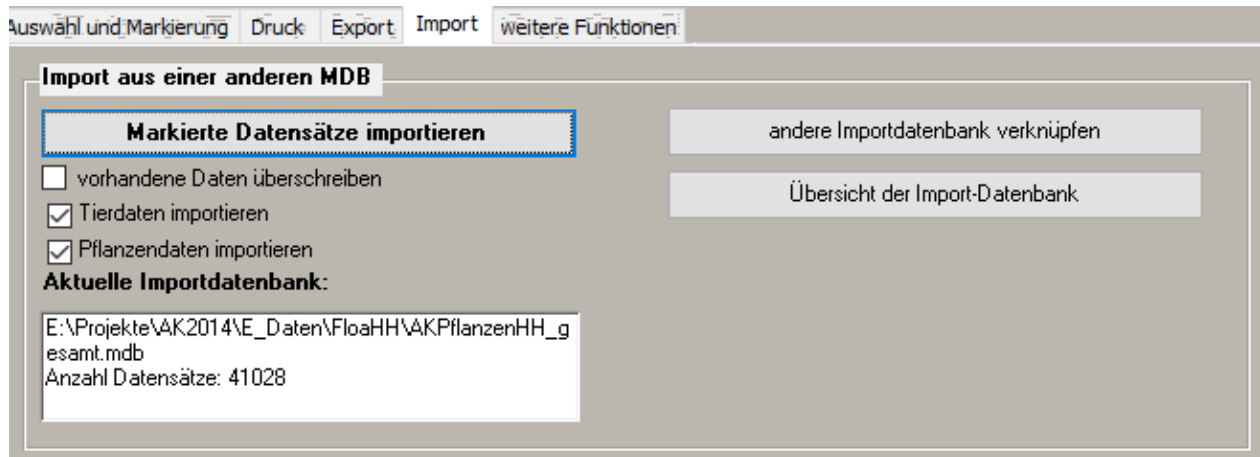 Auswahl und Markierung Druck Export Import weitere Funktionen
Import aus einer anderen MDB
Markierte Datensätze importieren
andere Importdatenbank verknüpfen
vorhandene Daten überschreiben
Übersicht der Import-Datenbank
Tierdaten importieren
Pflanzendaten importieren
Aktuelle Importdatenbank:
E:\Projekte\AK2014\E_Daten\FloaHH\AKPflanzenHH_g
esamt.mdb
Anzahl Datensätze: 41028